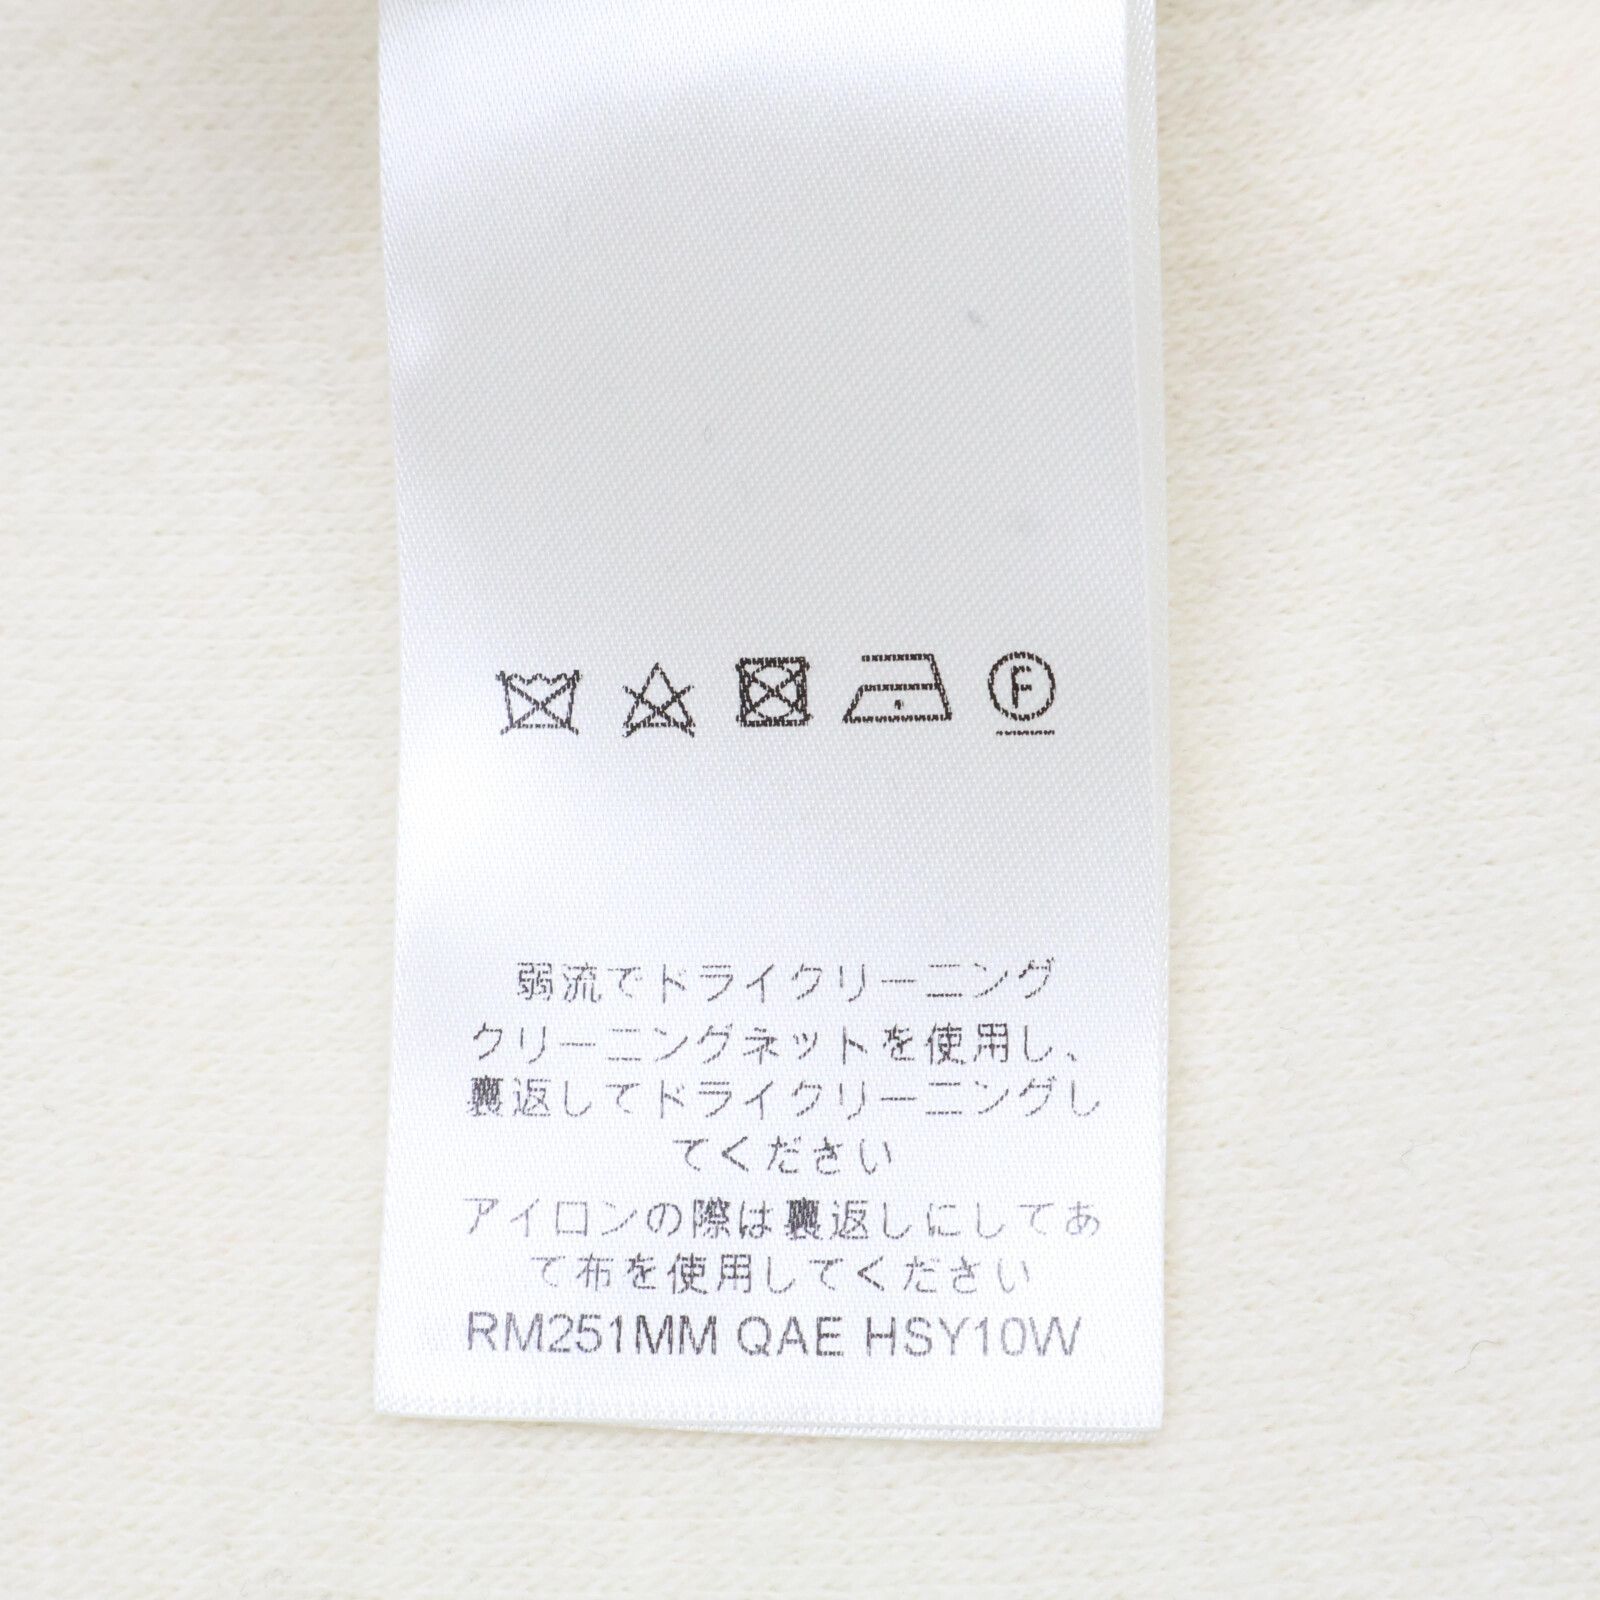 F
弱流でドライクリーニング
クリーニングネットを使用し、
裏返してドライクリーニングし
てください
アイロンの際は裏返しにしてあ
て布を使用してください
RM251MM QAE HSY10W